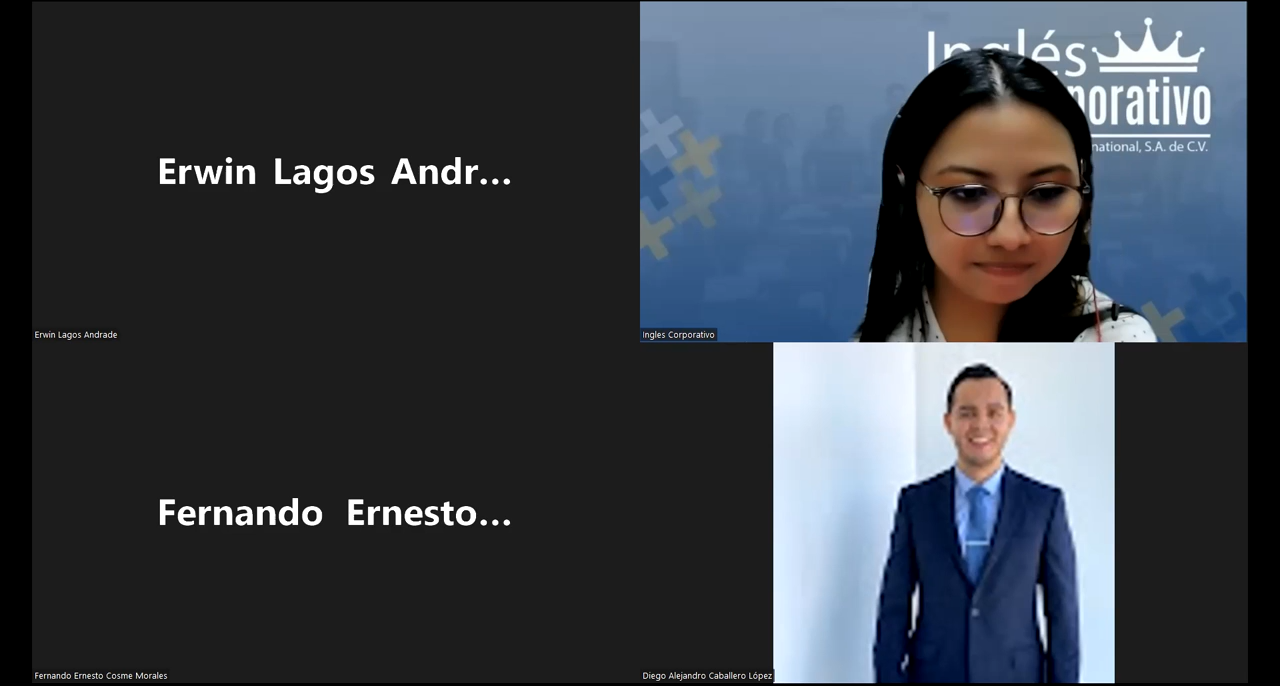 Erwin Lagos Andr...
Erwin Lagos Andrade
Inglés
porativo
national, S.A. de C.V.
Ingles Corporativo
Fernando Ernesto...
Fernando Ernesto Cosme Morales
Diego Alejandro Caballero López